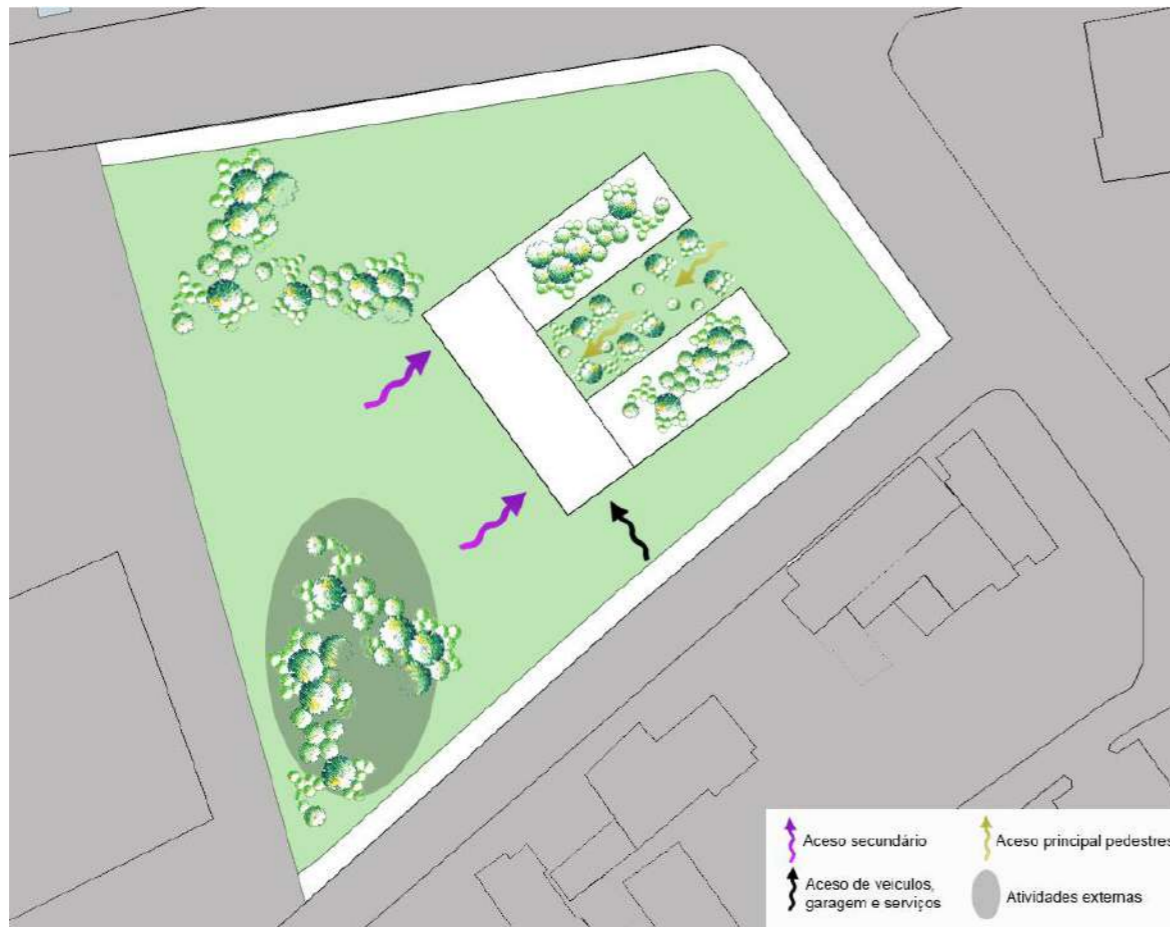 Aceso secundário
Aceso principal pedestres
Aceso de veiculos,
garagem e serviços
Atividades externas